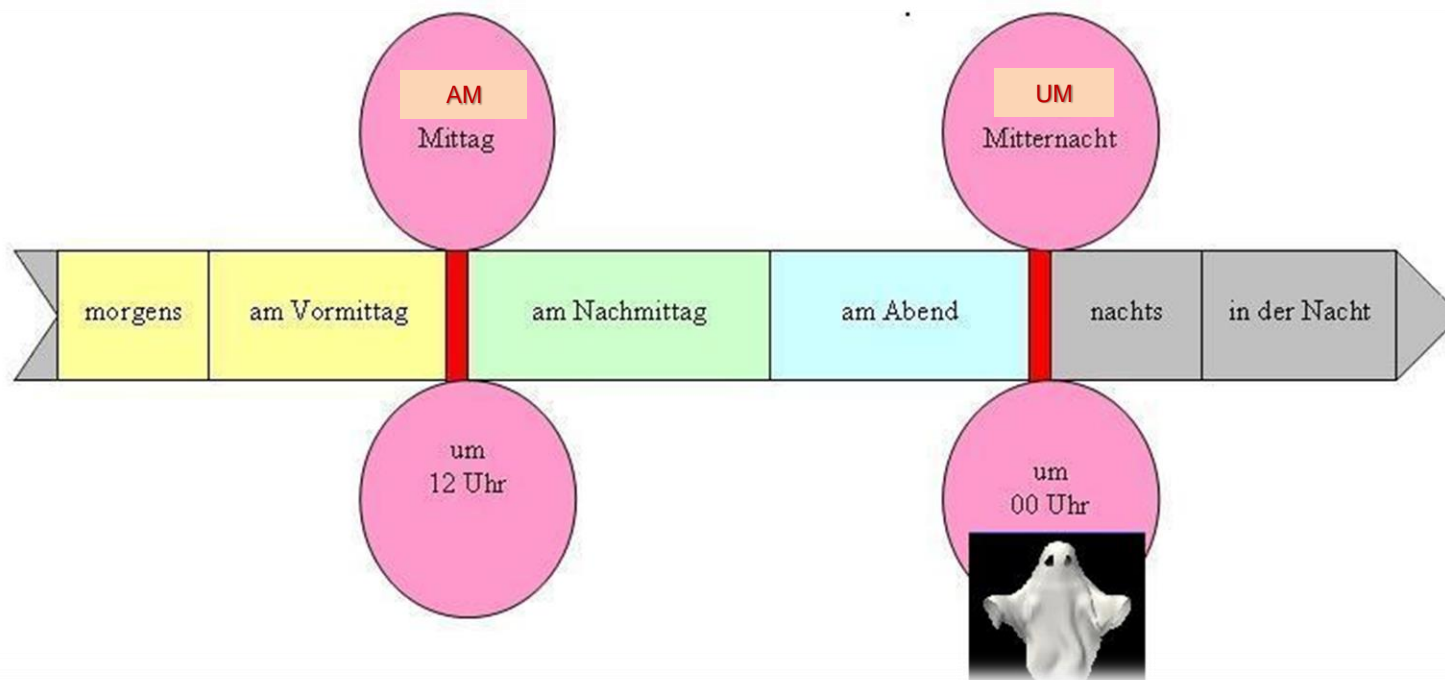 AM
Mittag
UM
Mitternacht
morgens
am Vormittag
am Nachmittag
am Abend
nachts
in der Nacht
um
12 Uhr
um
00 Uhr